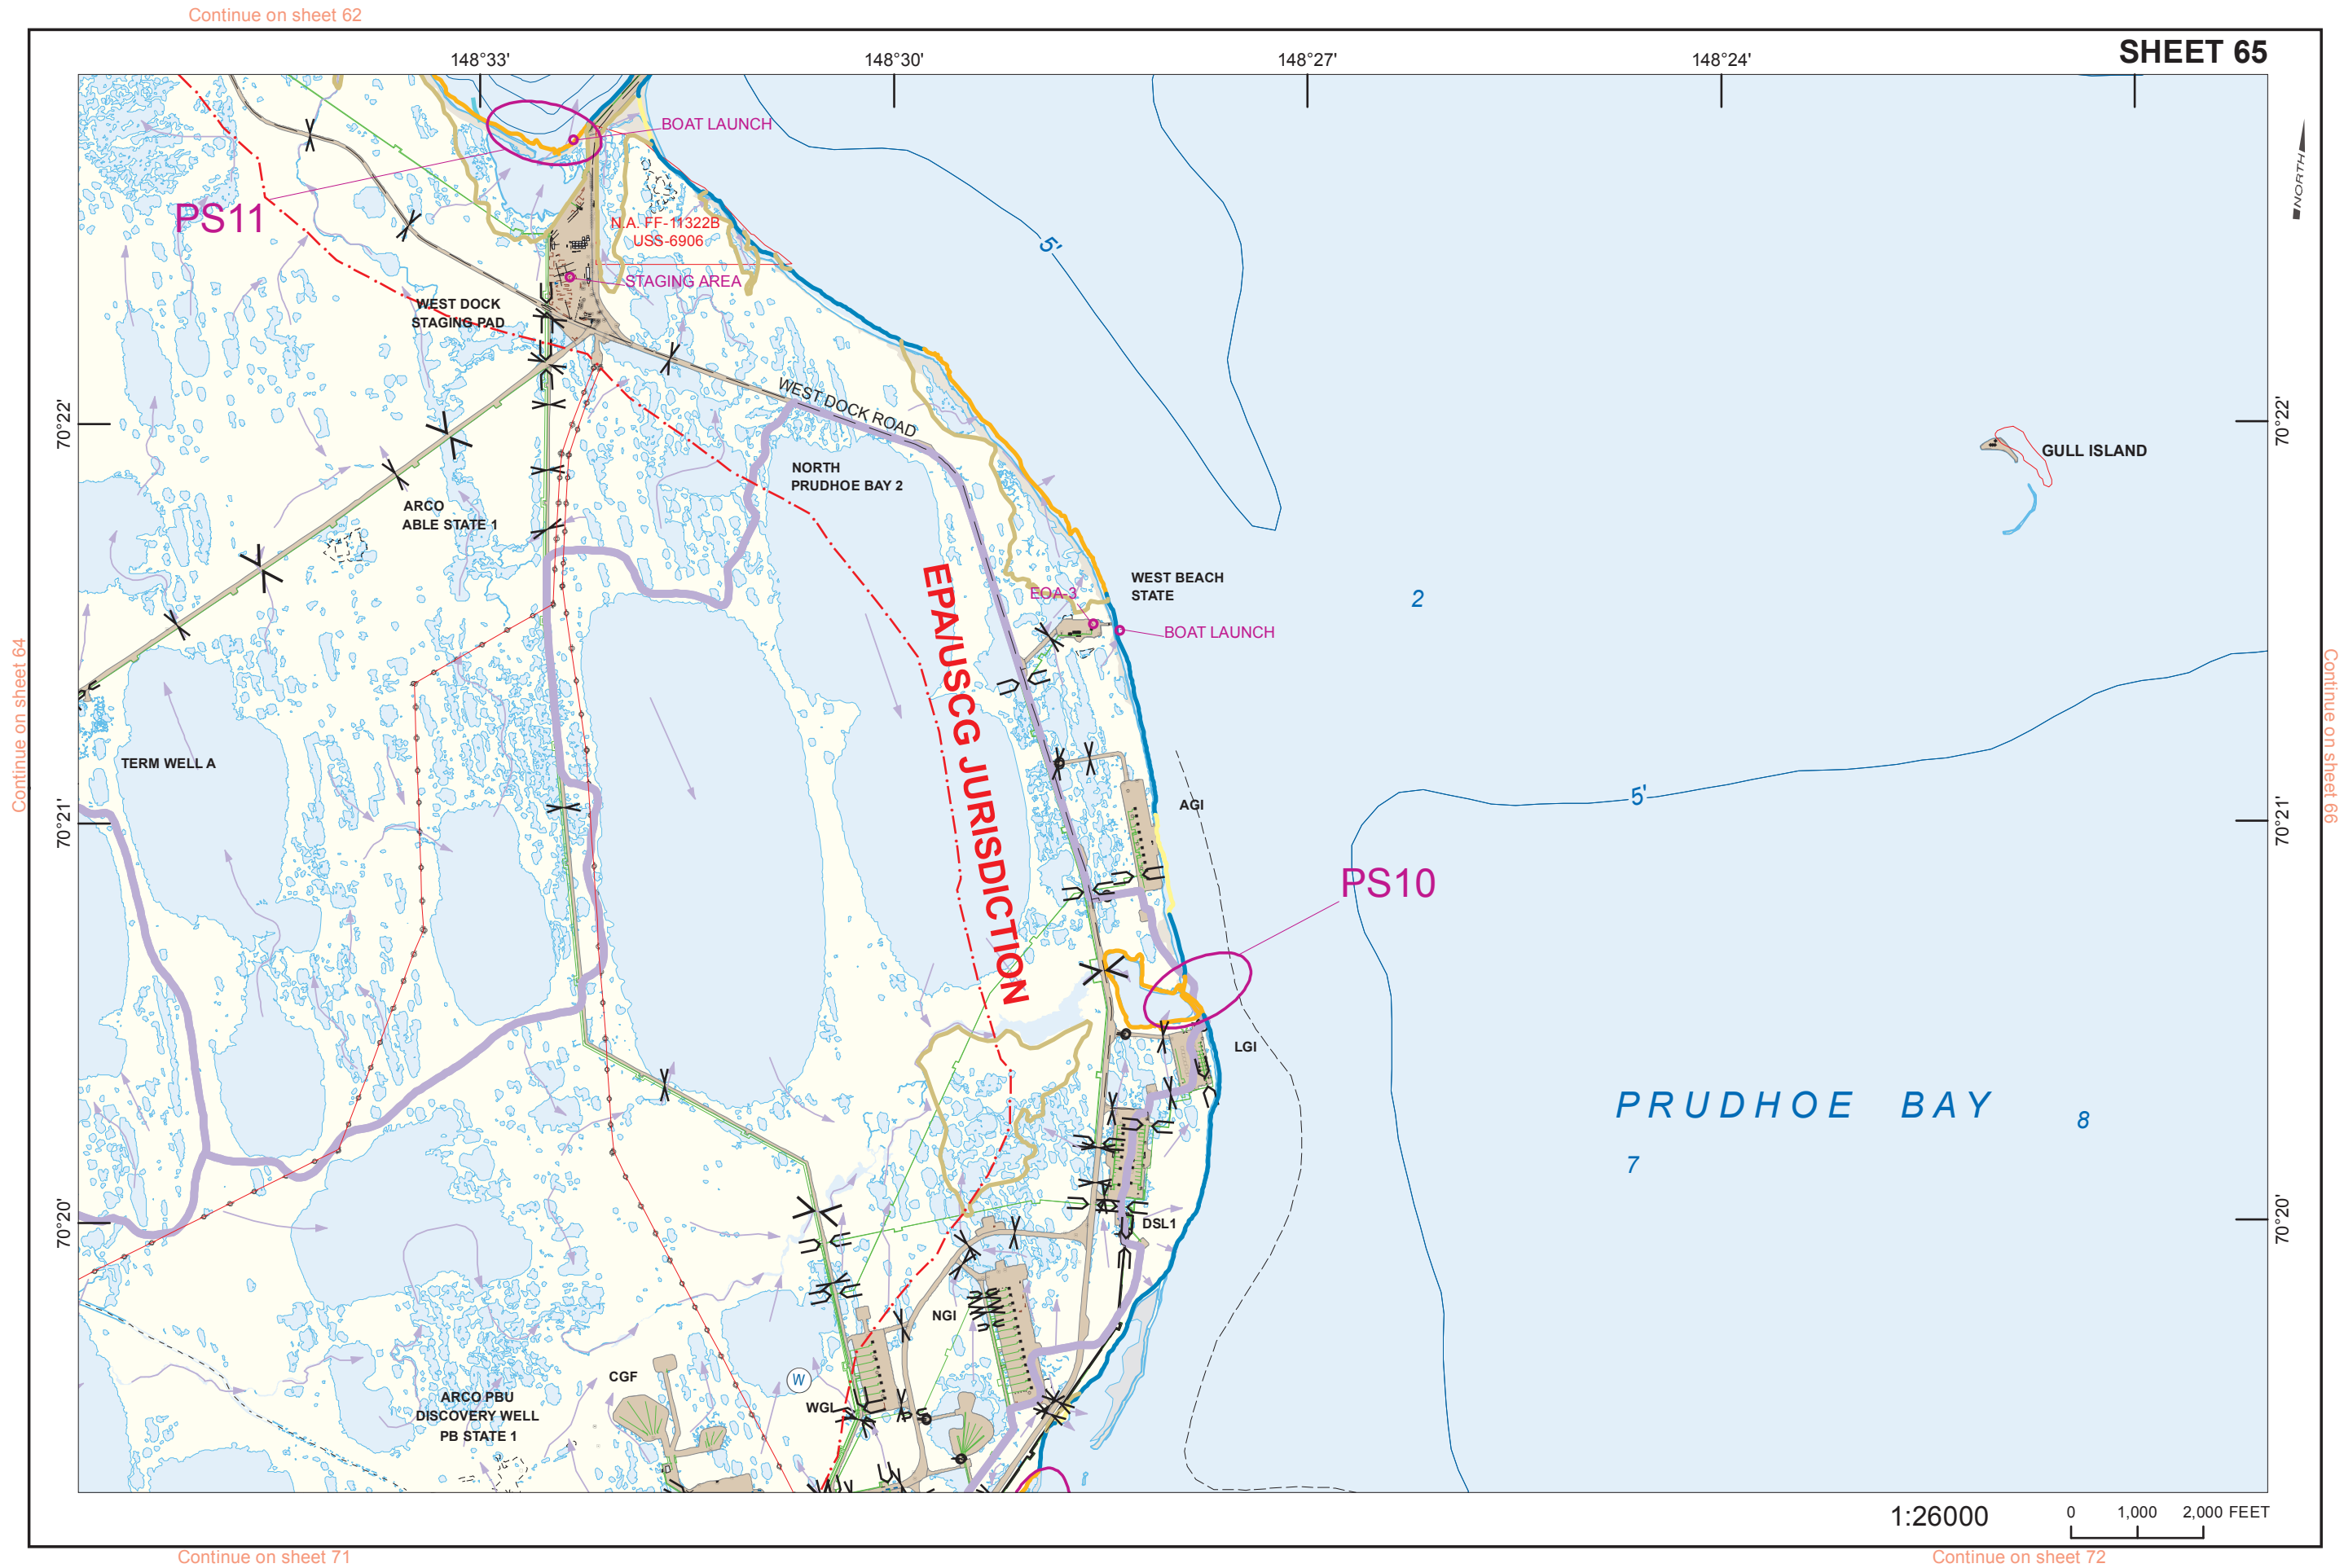 Continue on sheet 62
SHEET 65
148°33'
148°30'
148°27'
148°24'
NORTH
BOAT LAUNCH
PS11
N.A. FF-11322B
USS-6906
STAGING AREA
5'
WEST DOCK
STAGING PAD
WEST DOCK ROAD
70°22'
70°22'
GULL ISLAND
NORTH
PRUDHOE BAY 2
ARCO
ABLE STATE 1
WEST BEACH
STATE
EOA-3
2
BOAT LAUNCH
EPA/USCG JURISDICTION
Continue on sheet 64
Continue on sheet 66
TERM WELL A
AGI
5'
70°21'
70°21'
PS10
LGI
PRUDHOE BAY
8
7
70°20'
70°20'
DSL1
NGI
CGF
W
WGI
ARCO PBU
DISCOVERY WELL
PB STATE 1
1:26000
0 1,000 2,000 FEET
Continue on sheet 71
Continue on sheet 72